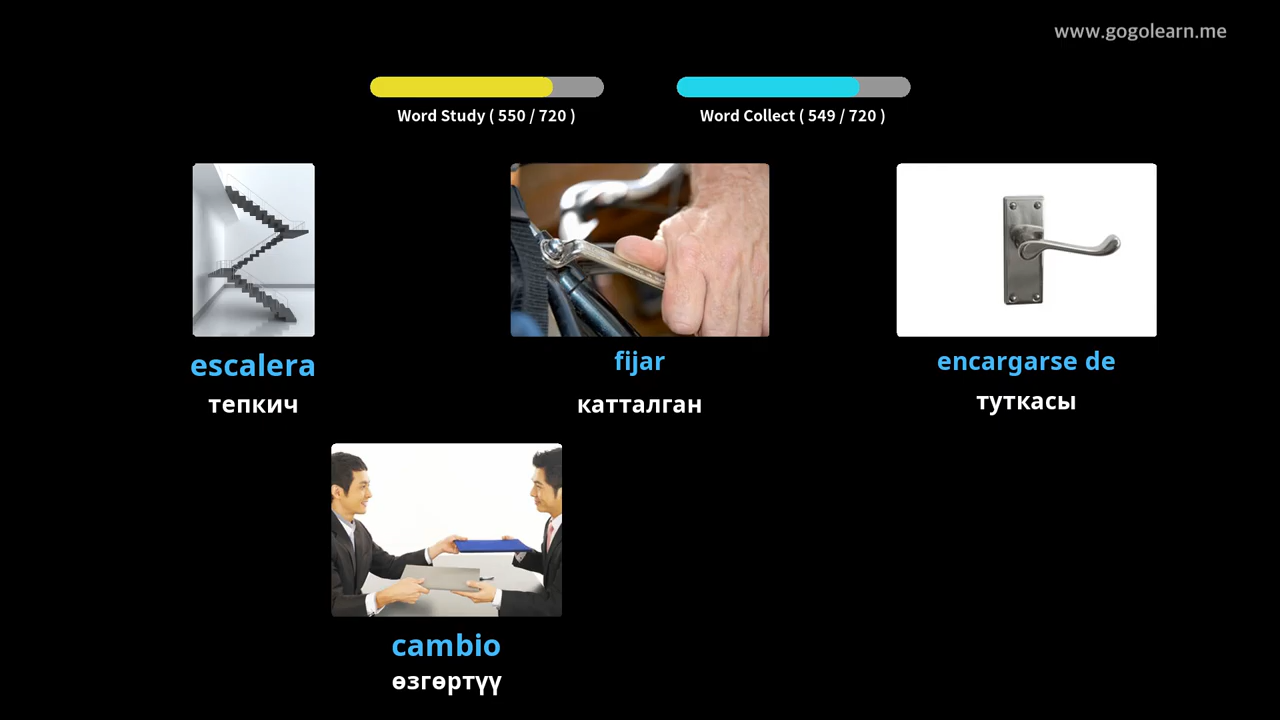 www.gogolearn.me
Word Study ( 550 / 720 )
Word Collect ( 549 / 720 )
escalera
тепкич
fijar
катталган
encargarse de
туткасы
cambio
өзгөртүү